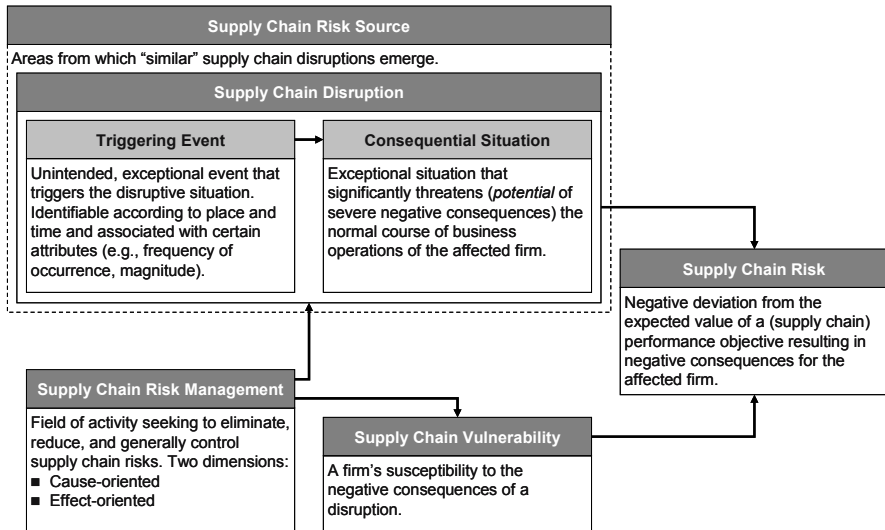 Supply Chain Risk Source
Areas from which “similar” supply chain disruptions emerge.
Supply Chain Disruption
Triggering Event
Unintended, exceptional event that
triggers the disruptive situation.
Identifiable according to place and
time and associated with certain
attributes (e.g., frequency of
occurrence, magnitude).
Consequential Situation
Exceptional situation that
significantly threatens (potential of
severe negative consequences) the
normal course of business
operations of the affected firm.
Supply Chain Risk
Negative deviation from the
expected value of a (supply chain)
performance objective resulting in
negative consequences for the
affected firm.
Supply Chain Risk Management
Field of activity seeking to eliminate,
reduce, and generally control
supply chain risks. Two dimensions:
■ Cause-oriented
■ Effect-oriented
Supply Chain Vulnerability
A firm’s susceptibility to the
negative consequences of a
disruption.